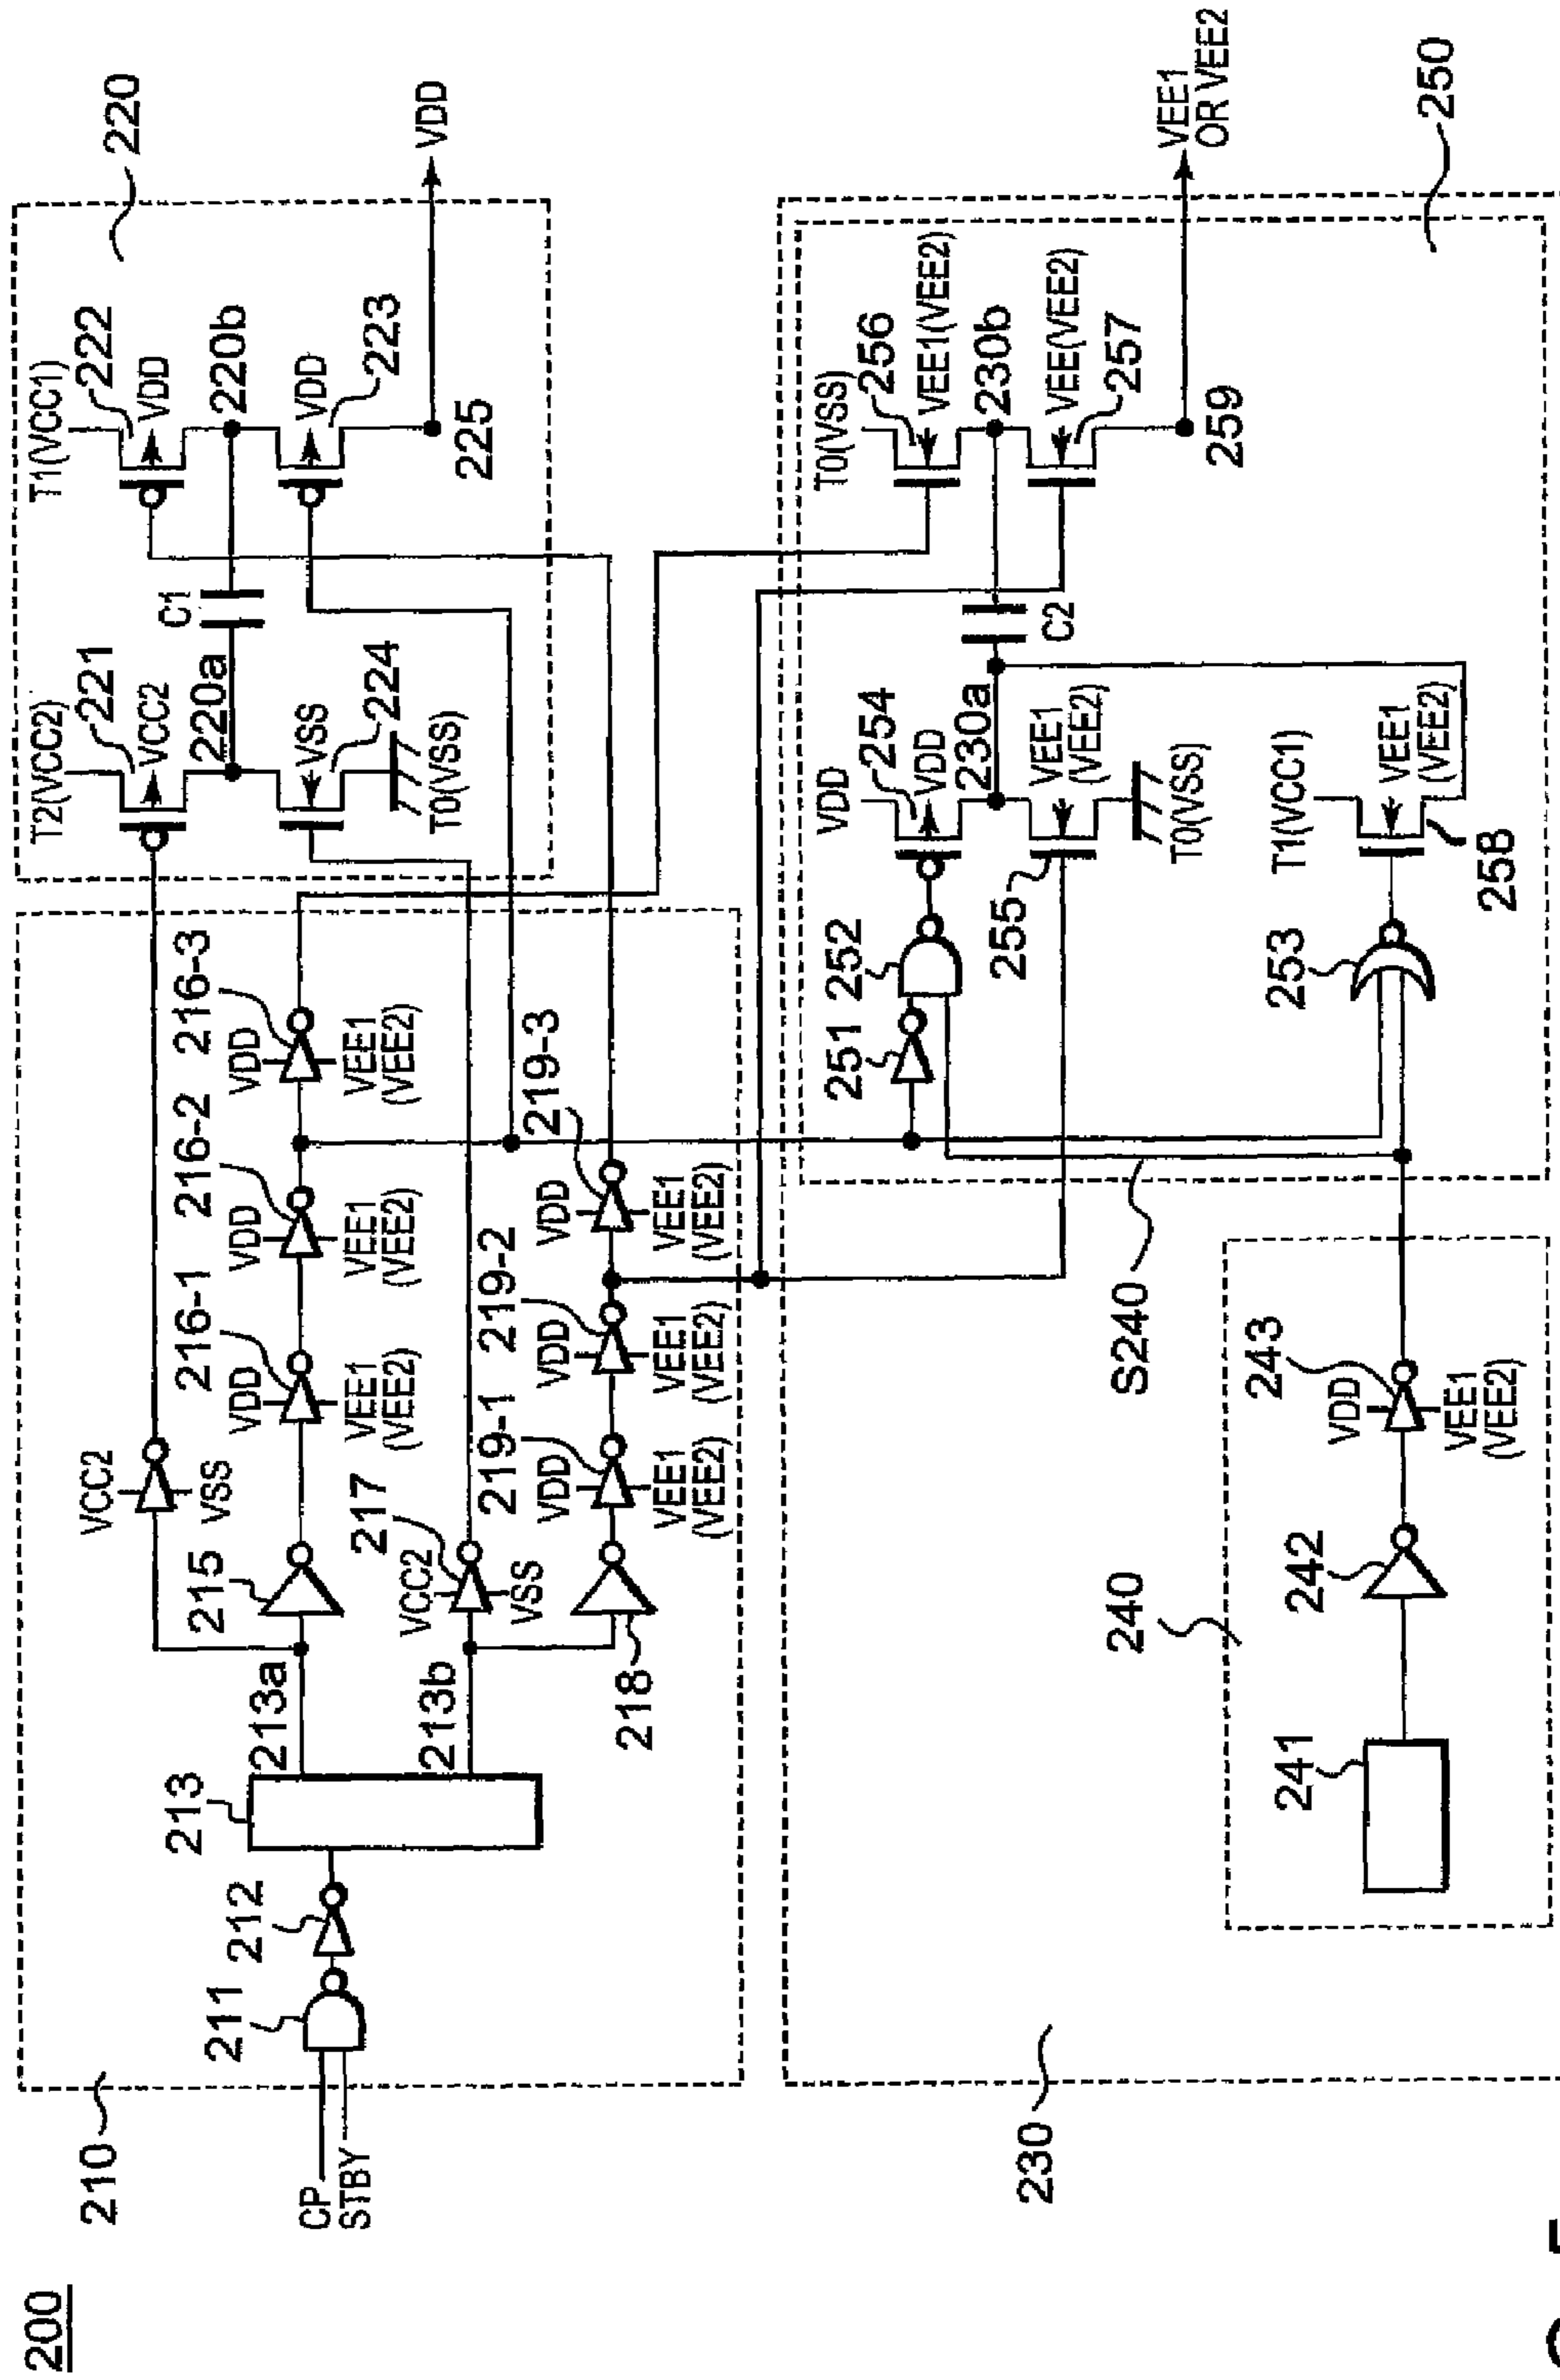 200
210
CP
STBY
211
212
213
213a
213b
VCC2
VSS
215
216-1
VDD
VEE1
(VEE2)
216-2
VDD
VEE1
(VEE2)
216-3
VDD
VEE1
(VEE2)
217
VCC2
VSS
218
219-1
VDD
VEE1
(VEE2)
219-2
VDD
VEE1
(VEE2)
219-3
VDD
VEE1
(VEE2)
220
T2(VCC2)
221
VCC2
220a
VSS
224
T0(VSS)
C1
T1(VCC1)
222
VDD
220b
VDD
223
225
VDD
230
240
241
242
243
VDD
VEE1
(VEE2)
S240
250
251
252
253
VDD
254
VDD
230a
255
VEE1
(VEE2)
T0(VSS)
T1(VCC1)
VEE1
(VEE2)
258
C2
T0(VSS)
256
VEE1(VEE2)
230b
VEE(VEE2)
257
259
VEE1
OR VEE2